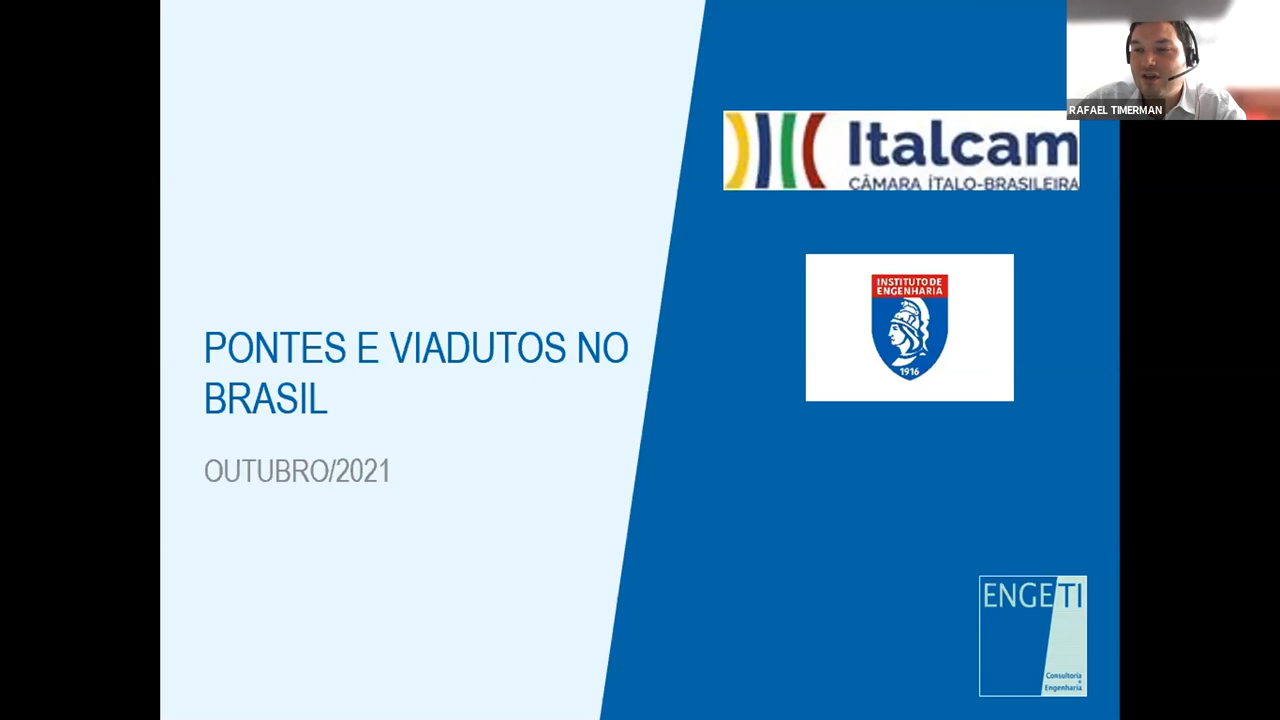 RAFAEL TIMERMAN
Italcam
CÂMARA ÍTALO-BRASILEIRA
INSTITUTO DE
ENGENHARIA
1916
PONTES E VIADUTOS NO
BRASIL
OUTUBRO/2021
ENGETI
Consultoria
e
Engenharia